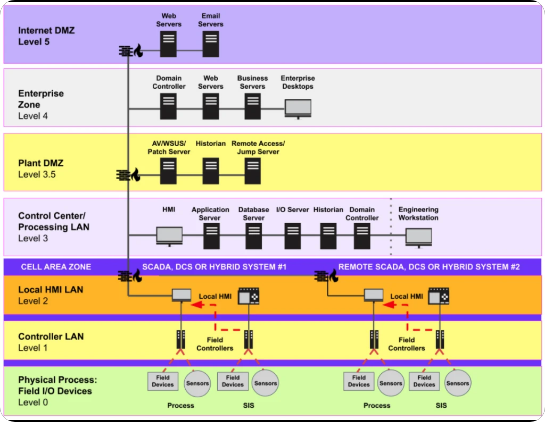 Internet DMZ
Level 5
Web
Servers
Email
Servers
Enterprise
Zone
Level 4
Domain
Controller
Web
Servers
Business
Servers
Enterprise
Desktops
Plant DMZ
Level 3.5
AV/WSUS/
Patch Server
Historian
Remote Access/
Jump Server
Control Center/
Processing LAN
Level 3
HMI
Application
Server
Database
Server
I/O Server
Historian
Domain
Controller
Engineering
Workstation
CELL AREA ZONE
SCADA, DCS OR HYBRID SYSTEM #1
REMOTE SCADA, DCS OR HYBRID SYSTEM #2
Local HMI LAN
Level 2
Local HMI
Local HMI
Controller LAN
Level 1
Field
Controllers
Field
Controllers
Physical Process:
Field I/O Devices
Level 0
Field
Devices
Sensors
Field
Devices
Sensors
Field
Devices
Sensors
Field
Devices
Sensors
Process
SIS
Process
SIS